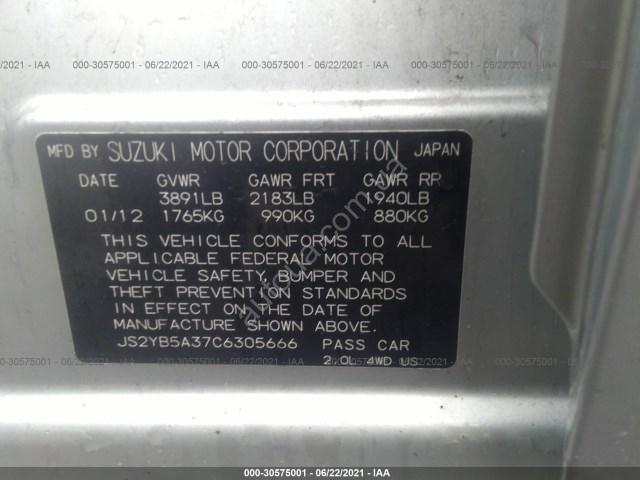 000-30575001 - 06/22/2021 - IAA
MFD BY SUZUKI MOTOR CORPORATION JAPAN
DATE GVWR GAWR FRT GAWR RR
3891LB 2183LB 1940LB
01/12 1765KG 990KG 880KG
THIS VEHICLE CONFORMS TO ALL
APPLICABLE FEDERAL MOTOR
VEHICLE SAFETY, BUMPER AND
THEFT PREVENTION STANDARDS
IN EFFECT ON THE DATE OF
MANUFACTURE SHOWN ABOVE.
JS2YB5A37C6305666 PASS CAR
2.0L 4WD US
000-30575001 - 06/22/2021 - IAA